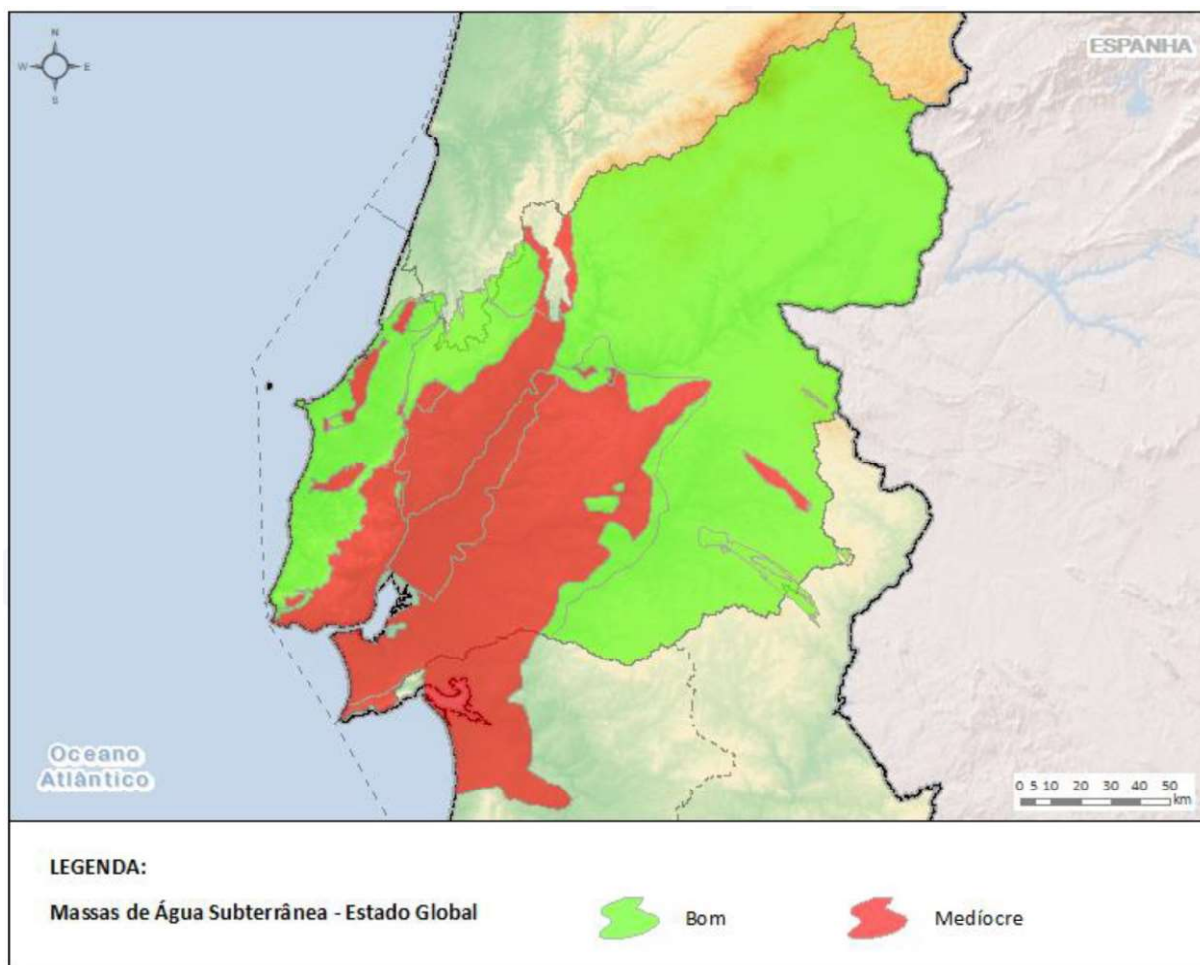 N
W E
S
ESPANHA
Oceano
Atlântico
0 5 10 20 30 40 50
km
LEGENDA:
Massas de Água Subterrânea - Estado Global
Bom
Medíocre